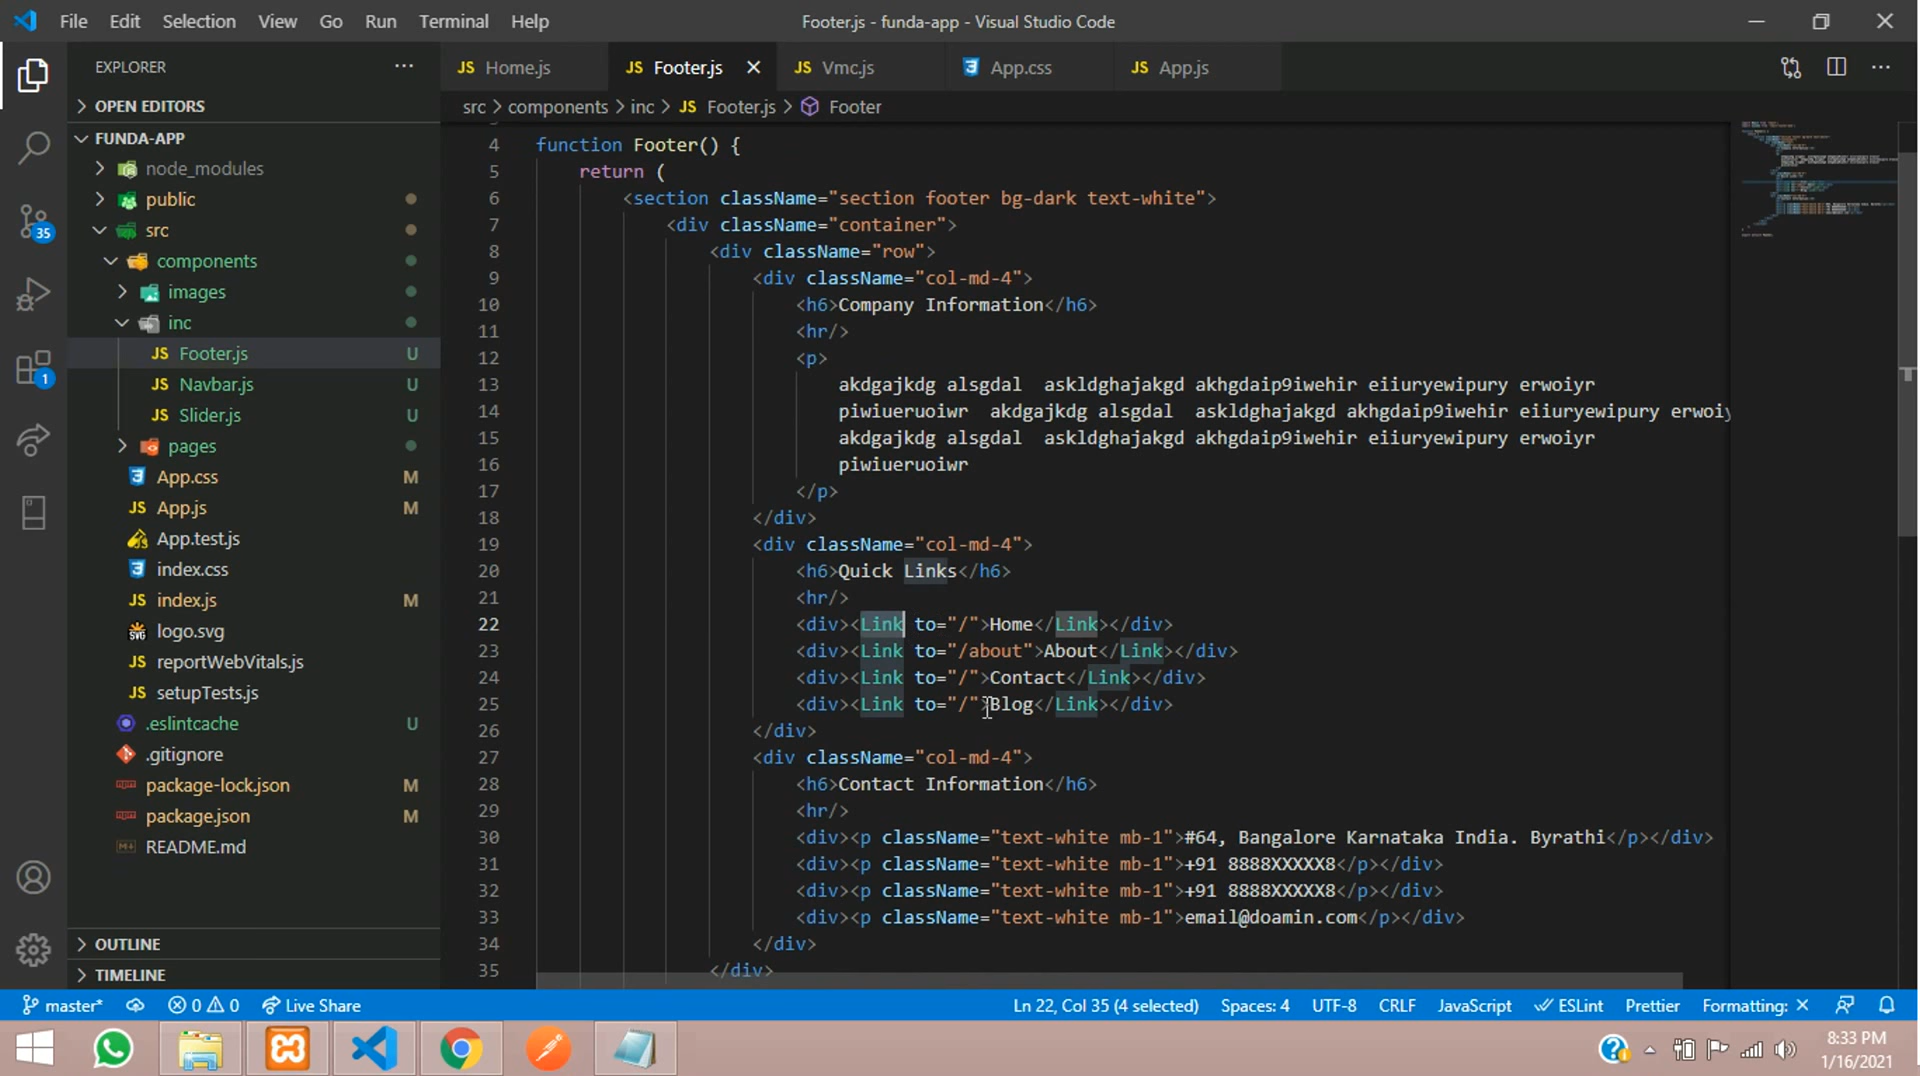 File Edit Selection View Go Run Terminal Help
Footer.js - funda-app - Visual Studio Code
EXPLORER
OPEN EDITORS
FUNDA-APP
node_modules
public
src
components
images
inc
JS Footer.js U
JS Navbar.js U
JS Slider.js U
pages
App.css M
JS App.js M
App.test.js
index.css
JS index.js M
logo.svg
JS reportWebVitals.js
JS setupTests.js
.eslintcache U
.gitignore
package-lock.json M
package.json M
README.md
OUTLINE
TIMELINE
35
1
JS Home.js
JS Footer.js
JS Vmc.js
App.css
JS App.js
src > components > inc > JS Footer.js > Footer
4 function Footer() {
5 return (
6 <section className="section footer bg-dark text-white">
7 <div className="container">
8 <div className="row">
9 <div className="col-md-4">
10 <h6>Company Information</h6>
11 <hr/>
12 <p>
13 akdgajkdg alsgdal  askldghajakgd akhgdaip9iwehir eiiuryewipury erwoiyr
14 piwiueruoiwr  akdgajkdg alsgdal  askldghajakgd akhgdaip9iwehir eiiuryewipury erwoiy
15 akdgajkdg alsgdal  askldghajakgd akhgdaip9iwehir eiiuryewipury erwoiyr
16 piwiueruoiwr
17 </p>
18 </div>
19 <div className="col-md-4">
20 <h6>Quick Links</h6>
21 <hr/>
22 <div><Link to="/">Home</Link></div>
23 <div><Link to="/about">About</Link></div>
24 <div><Link to="/">Contact</Link></div>
25 <div><Link to="/">Blog</Link></div>
26 </div>
27 <div className="col-md-4">
28 <h6>Contact Information</h6>
29 <hr/>
30 <div><p className="text-white mb-1">#64, Bangalore Karnataka India. Byrathi</p></div>
31 <div><p className="text-white mb-1">+91 8888XXXXX8</p></div>
32 <div><p className="text-white mb-1">+91 8888XXXXX8</p></div>
33 <div><p className="text-white mb-1">email@doamin.com</p></div>
34 </div>
35 </div>
master* 0 0 Live Share
Ln 22, Col 35 (4 selected) Spaces: 4 UTF-8 CRLF JavaScript ESLint Prettier Formatting: ×
8:33 PM
1/16/2021